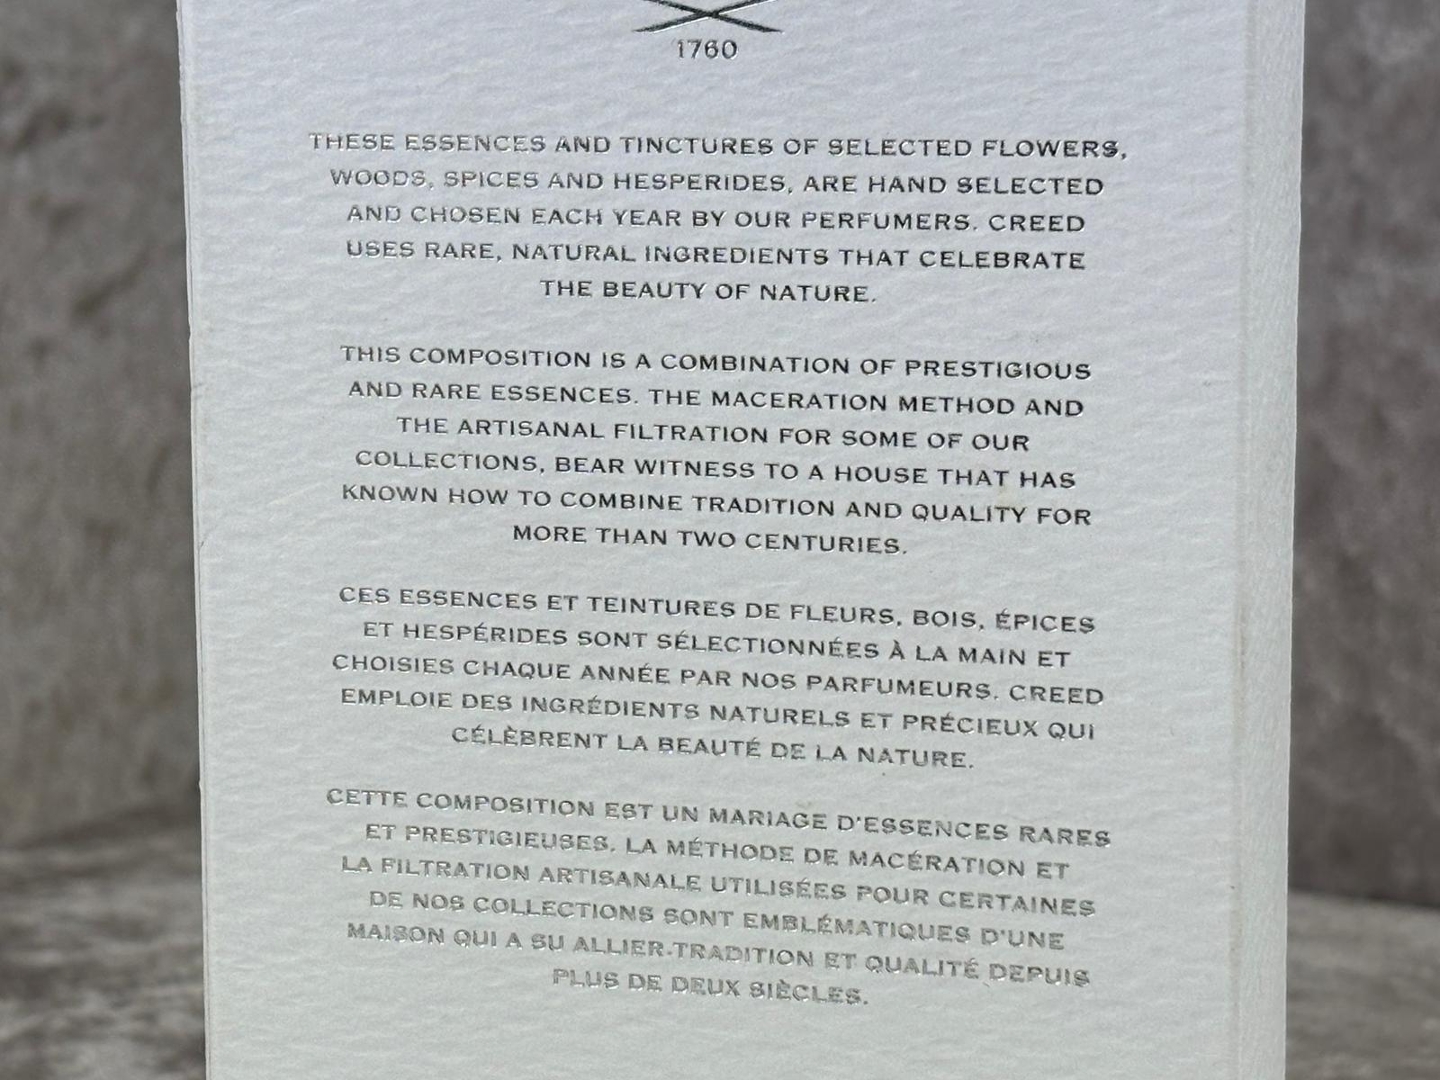 1760
THESE ESSENCES AND TINCTURES OF SELECTED FLOWERS,
WOODS, SPICES AND HESPERIDES, ARE HAND SELECTED
AND CHOSEN EACH YEAR BY OUR PERFUMERS. CREED
USES RARE, NATURAL INGREDIENTS THAT CELEBRATE
THE BEAUTY OF NATURE.
THIS COMPOSITION IS A COMBINATION OF PRESTIGIOUS
AND RARE ESSENCES. THE MACERATION METHOD AND
THE ARTISANAL FILTRATION FOR SOME OF OUR
COLLECTIONS, BEAR WITNESS TO A HOUSE THAT HAS
KNOWN HOW TO COMBINE TRADITION AND QUALITY FOR
MORE THAN TWO CENTURIES.
CES ESSENCES ET TEINTURES DE FLEURS, BOIS, ÉPICES
ET HESPÉRIDES SONT SÉLECTIONNÉES À LA MAIN ET
CHOISIES CHAQUE ANNÉE PAR NOS PARFUMEURS. CREED
EMPLOIE DES INGRÉDIENTS NATURELS ET PRÉCIEUX QUI
CÉLÈBRENT LA BEAUTÉ DE LA NATURE.
CETTE COMPOSITION EST UN MARIAGE D'ESSENCES RARES
ET PRESTIGIEUSES. LA MÉTHODE DE MACÉRATION ET
LA FILTRATION ARTISANALE UTILISÉES POUR CERTAINES
DE NOS COLLECTIONS SONT EMBLÉMATIQUES D'UNE
MAISON QUI A SU ALLIER-TRADITION ET QUALITÉ DEPUIS
PLUS DE DEUX SIÈCLES.